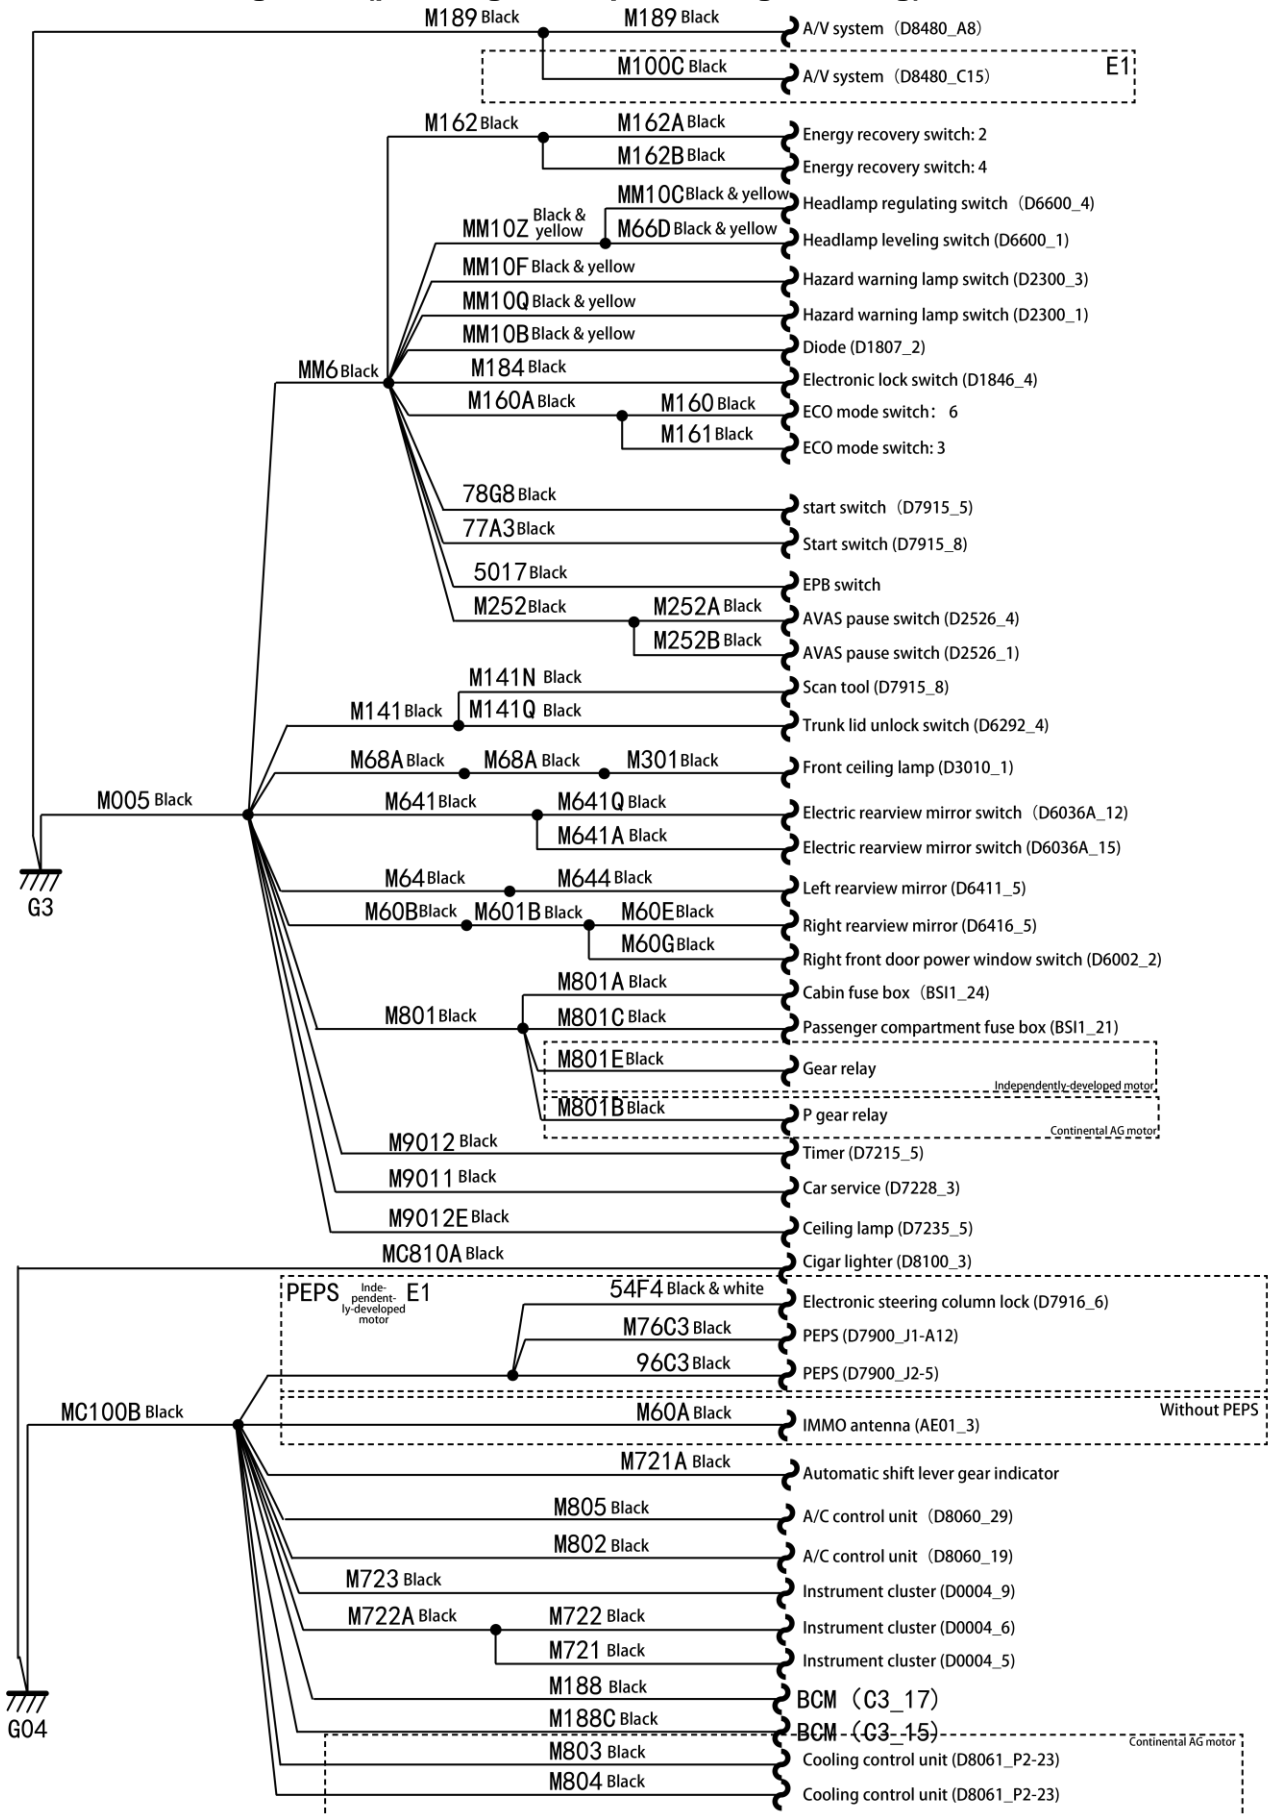 M189 Black M189 Black A/V system（D8480_A8)
M100C Black A/V system（D8480_C15) E1
M162 Black M162A Black Energy recovery switch: 2
M162B Black Energy recovery switch: 4
MM10C Black & yellow Headlamp regulating switch（D6600_4)
MM10Z Black & yellow M66D Black & yellow Headlamp leveling switch (D6600_1)
MM10F Black & yellow Hazard warning lamp switch (D2300_3)
MM10Q Black & yellow Hazard warning lamp switch (D2300_1)
MM10B Black & yellow Diode (D1807_2)
MM6 Black M184 Black Electronic lock switch (D1846_4)
M160A Black M160 Black ECO mode switch： 6
M161 Black ECO mode switch: 3
78G8 Black start switch（D7915_5)
77A3 Black Start switch (D7915_8)
5017 Black EPB switch
M252 Black M252A Black AVAS pause switch (D2526_4)
M252B Black AVAS pause switch (D2526_1)
M141N Black Scan tool (D7915_8)
M141 Black M141Q Black Trunk lid unlock switch (D6292_4)
M68A Black M68A Black M301 Black Front ceiling lamp (D3010_1)
M005 Black M641 Black M641Q Black Electric rearview mirror switch（D6036A_12)
M641A Black Electric rearview mirror switch (D6036A_15)
G3 M64 Black M644 Black Left rearview mirror (D6411_5)
M60B Black M601B Black M60E Black Right rearview mirror (D6416_5)
M60G Black Right front door power window switch (D6002_2)
M801A Black Cabin fuse box（BSI1_24)
M801 Black M801C Black Passenger compartment fuse box (BSI1_21)
M801E Black Gear relay
Independently-developed motor
M801B Black P gear relay
Continental AG motor
M9012 Black Timer (D7215_5)
M9011 Black Car service (D7228_3)
M9012E Black Ceiling lamp (D7235_5)
MC810A Black Cigar lighter (D8100_3)
PEPS Inde-
pendent-
ly-developed
motor E1
54F4 Black & white Electronic steering column lock (D7916_6)
M76C3 Black PEPS (D7900_J1-A12)
96C3 Black PEPS (D7900_J2-5)
MC100B Black M60A Black IMMO antenna (AE01_3) Without PEPS
M721A Black Automatic shift lever gear indicator
M805 Black A/C control unit（D8060_29)
M802 Black A/C control unit（D8060_19)
M723 Black Instrument cluster (D0004_9)
M722A Black M722 Black Instrument cluster (D0004_6)
M721 Black Instrument cluster (D0004_5)
M188 Black BCM（C3_17)
G04 M188C Black BCM（C3_15)
Continental AG motor
M803 Black Cooling control unit (D8061_P2-23)
M804 Black Cooling control unit (D8061_P2-23)